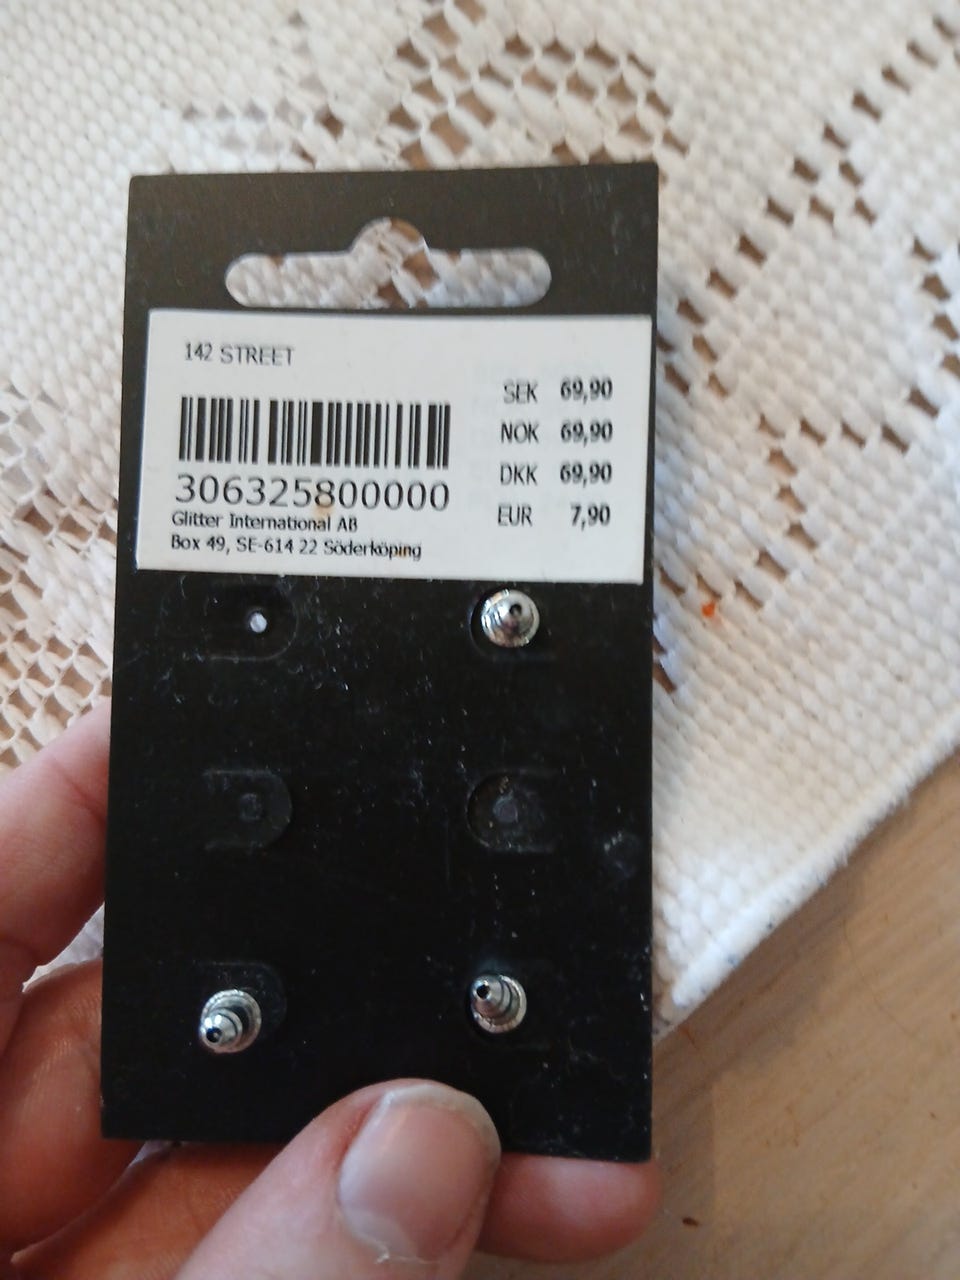 142 STREET
306325800000
Glitter International AB
Box 49, SE-614 22 Söderköping
SEK 69,90
NOK 69,90
DKK 69,90
EUR 7,90